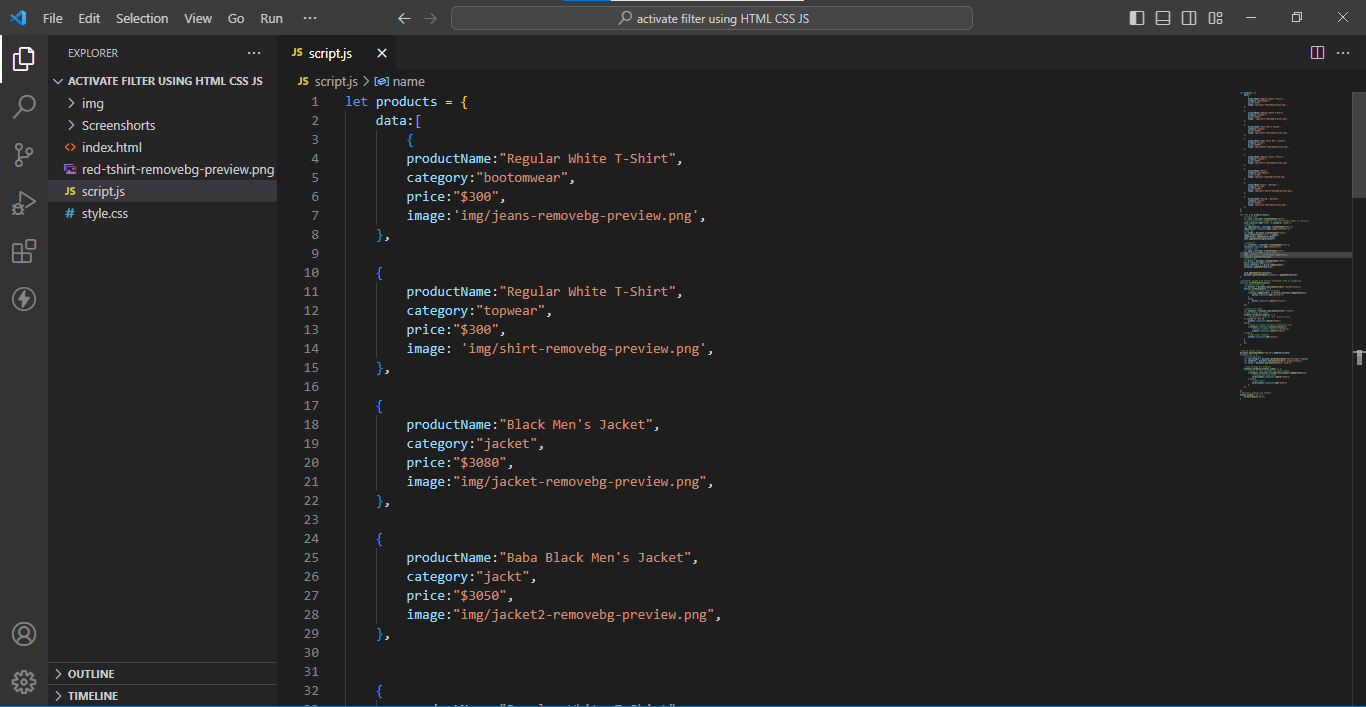 File Edit Selection View Go Run ···
activate filter using HTML CSS JS
EXPLORER ···
ACTIVATE FILTER USING HTML CSS JS
img
Screenshorts
index.html
red-tshirt-removebg-preview.png
JS script.js
# style.css
OUTLINE
TIMELINE
JS script.js
JS script.js > name
1 let products = {
2 data:[
3 {
4 productName:"Regular White T-Shirt",
5 category:"bootomwear",
6 price:"$300",
7 image:'img/jeans-removebg-preview.png',
8 },
9
10 {
11 productName:"Regular White T-Shirt",
12 category:"topwear",
13 price:"$300",
14 image: 'img/shirt-removebg-preview.png',
15 },
16
17 {
18 productName:"Black Men's Jacket",
19 category:"jacket",
20 price:"$3080",
21 image:"img/jacket-removebg-preview.png",
22 },
23
24 {
25 productName:"Baba Black Men's Jacket",
26 category:"jackt",
27 price:"$3050",
28 image:"img/jacket2-removebg-preview.png",
29 },
30
31
32 {